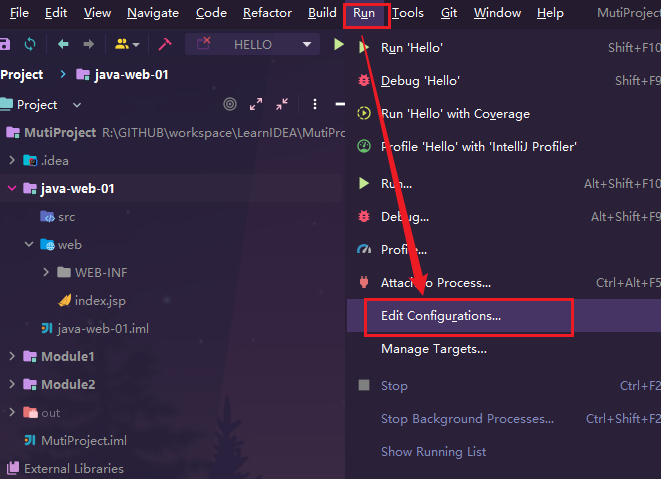 File Edit View Navigate Code Refactor Build Run Tools Git Window Help MutiProject
HELLO
Project java-web-01
Project
MutiProject R:\GITHUB\workspace\LearnIDEA\MutiPro
.idea
java-web-01
src
web
WEB-INF
index.jsp
java-web-01.iml
Module1
Module2
out
MutiProject.iml
External Libraries
Run 'Hello' Shift+F10
Debug 'Hello' Shift+F9
Run 'Hello' with Coverage
Profile 'Hello' with 'IntelliJ Profiler'
Run... Alt+Shift+F10
Debug... Alt+Shift+F9
Profile...
Attach to Process... Ctrl+Alt+F5
Edit Configurations...
Manage Targets...
Stop Ctrl+F2
Stop Background Processes... Ctrl+Shift+F2
Show Running List